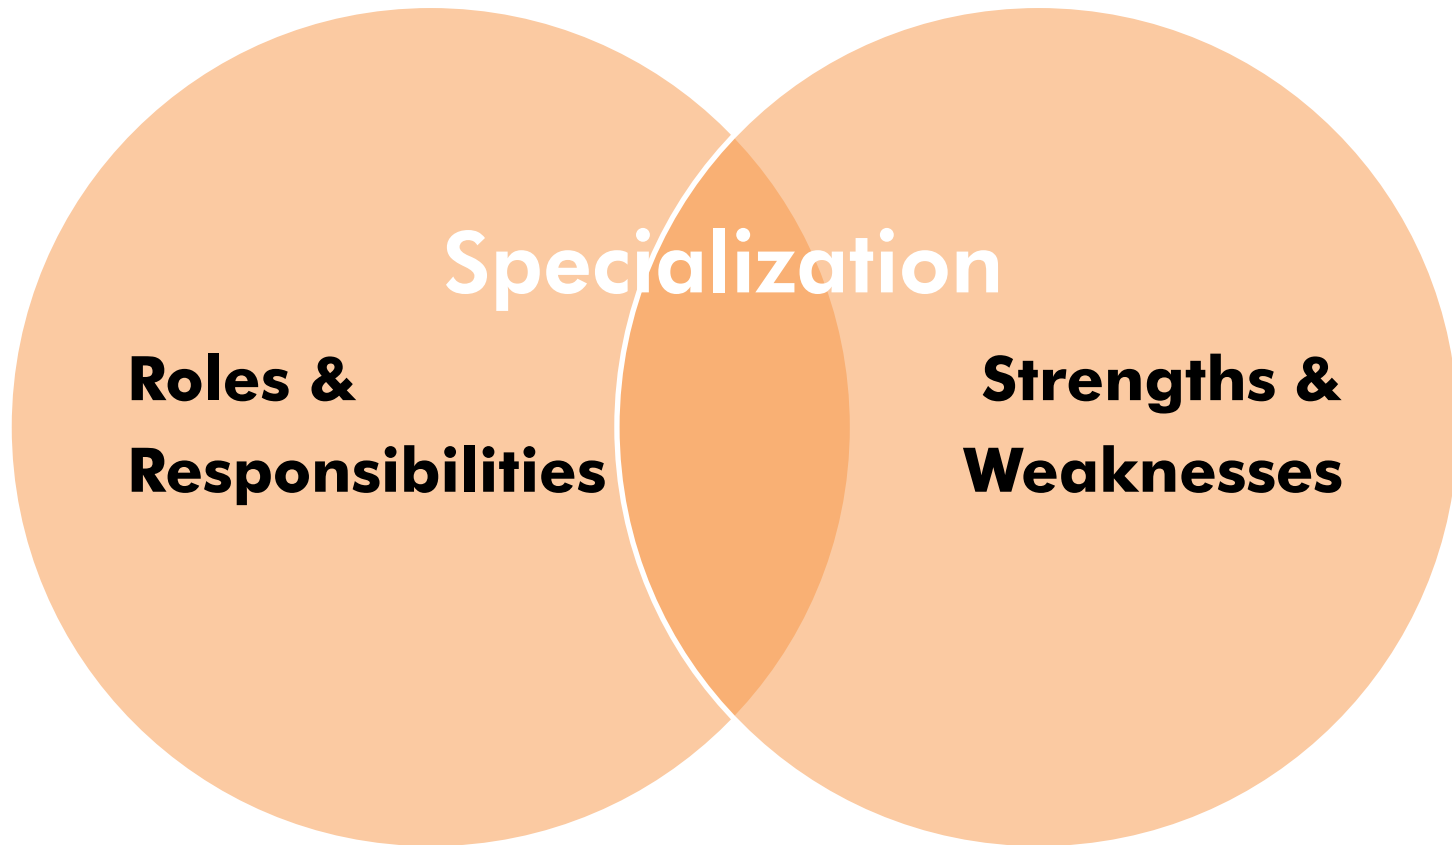 Specialization
Roles &
Responsibilities
Strengths &
Weaknesses